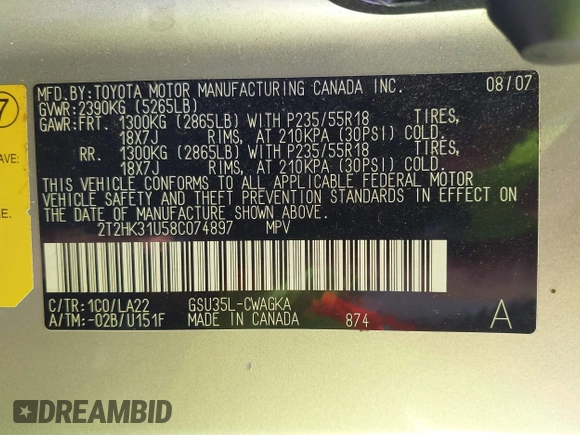 MFD.BY:TOYOTA MOTOR MANUFACTURING CANADA INC. 08/07
GVWR:2390KG (5265LB)
GAWR:FRT. 1300KG (2865LB) WITH P235/55R18 TIRES,
18X7J RIMS, AT 210KPA (30PSI) COLD.
RR. 1300KG (2865LB) WITH P235/55R18 TIRES,
18X7J RIMS, AT 210KPA (30PSI) COLD.
THIS VEHICLE CONFORMS TO ALL APPLICABLE FEDERAL MOTOR
VEHICLE SAFETY AND THEFT PREVENTION STANDARDS IN EFFECT ON
THE DATE OF MANUFACTURE SHOWN ABOVE.
2T2HK31U58C074897 MPV
C/TR:1C0/LA22 GSU35L-CWAGKA
A/TM:-02B/U151F MADE IN CANADA 874 A
7
AVE:
DREAMBID